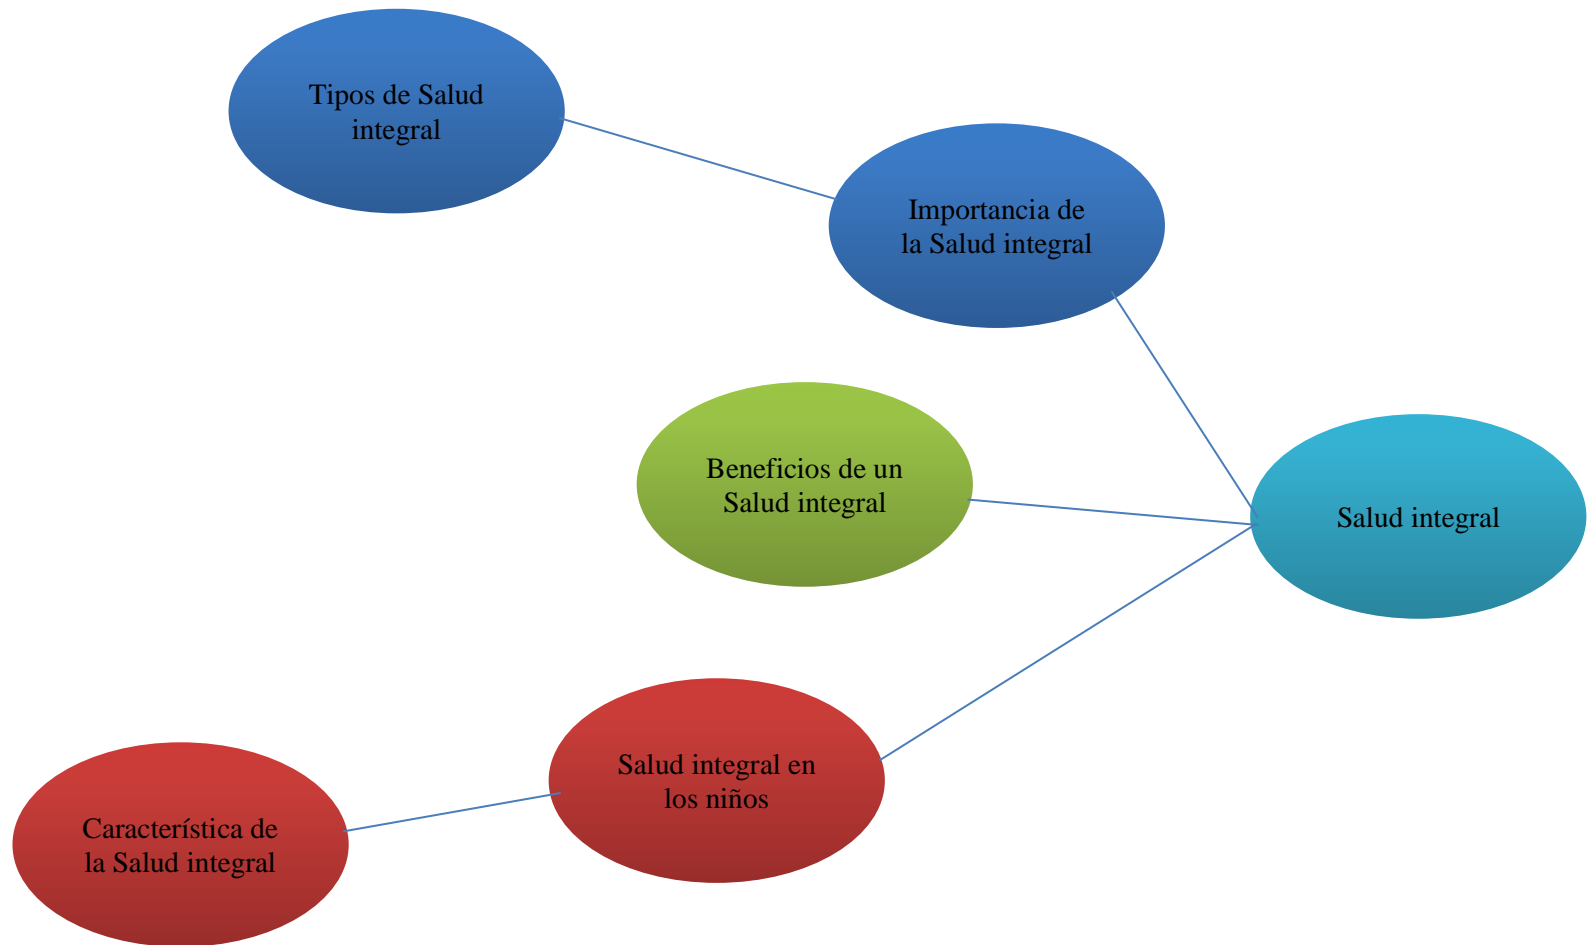 Tipos de Salud
integral
Importancia de
la Salud integral
Beneficios de un
Salud integral
Salud integral
Salud integral en
los niños
Característica de
la Salud integral